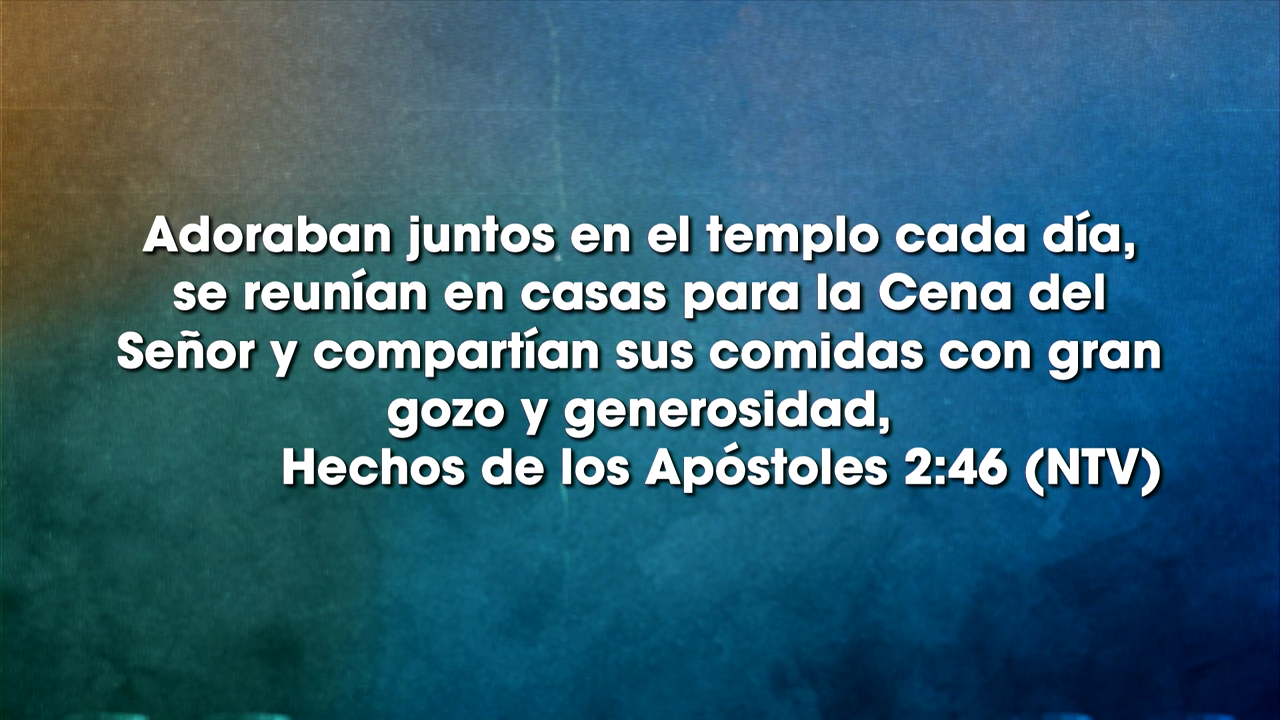 Adoraban juntos en el templo cada día,
se reunían en casas para la Cena del
Señor y compartían sus comidas con gran
gozo y generosidad,
Hechos de los Apóstoles 2:46 (NTV)